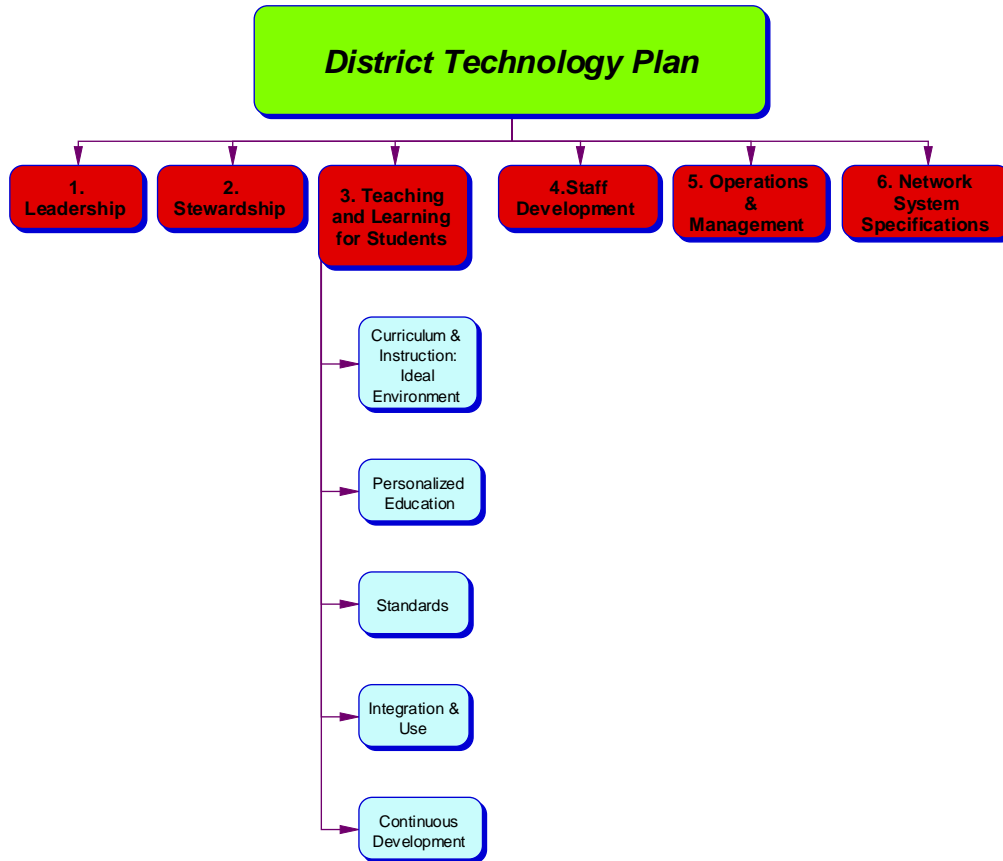 District Technology Plan
1.
Leadership
2.
Stewardship
3. Teaching
and Learning
for Students
4.Staff
Development
5. Operations
&
Management
6. Network
System
Specifications
Curriculum &
Instruction:
Ideal
Environment
Personalized
Education
Standards
Integration &
Use
Continuous
Development